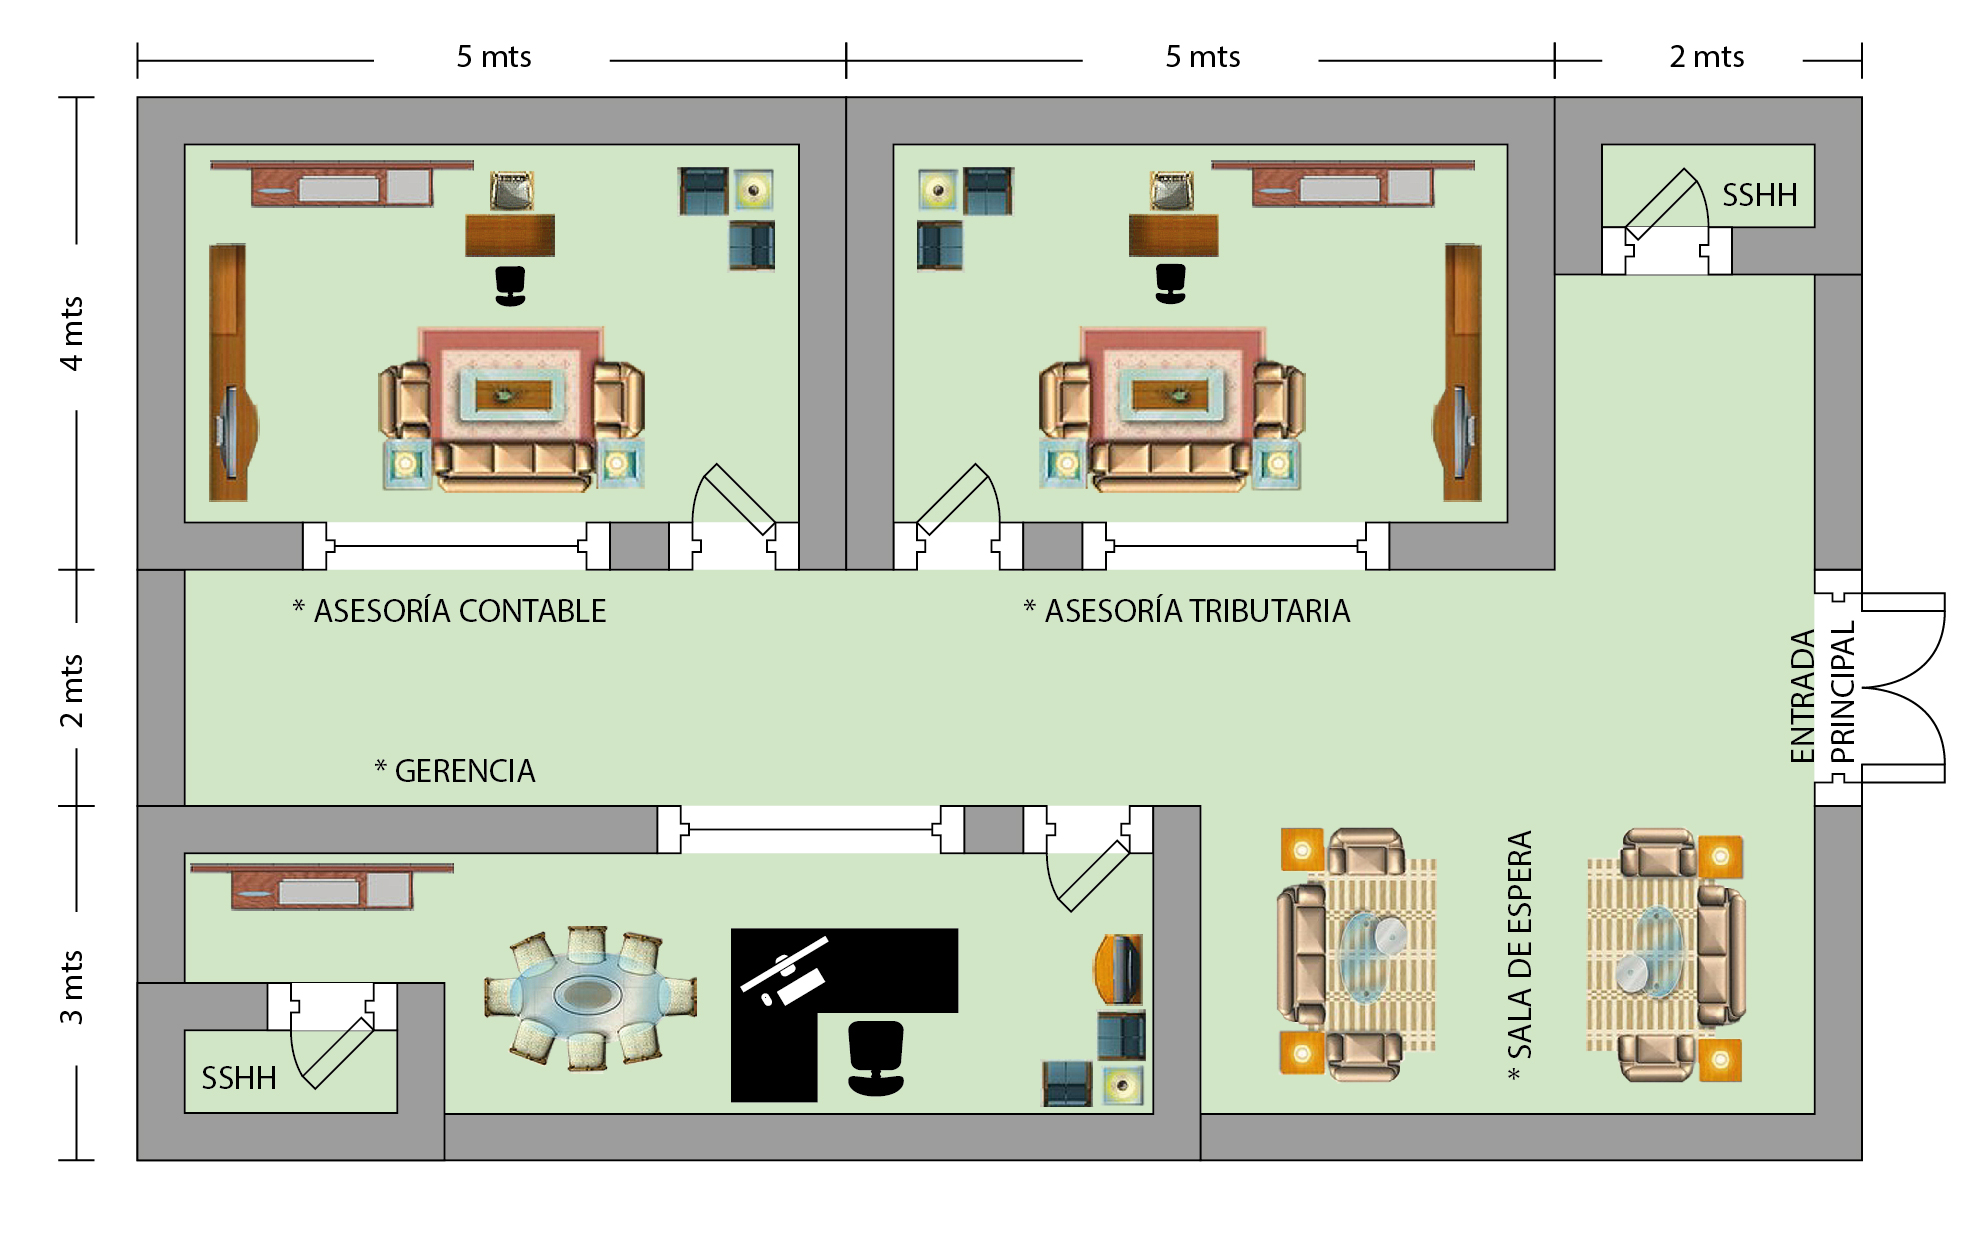 5 mts
5 mts
2 mts
4 mts
SSHH
* ASESORÍA CONTABLE
* ASESORÍA TRIBUTARIA
2 mts
ENTRADA
PRINCIPAL
* GERENCIA
3 mts
* SALA DE ESPERA
SSHH